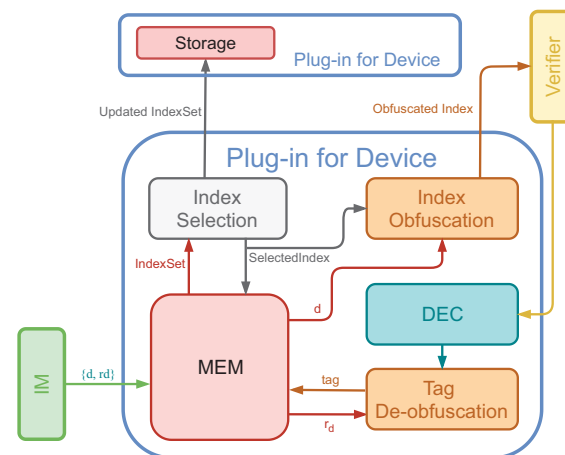 Storage
Plug-in for Device
Verifier
Updated IndexSet
Obfuscated Index
Plug-in for Device
Index
Selection
Index
Obfuscation
IndexSet
SelectedIndex
d
DEC
MEM
IM
{d, rd}
tag
Tag
De-obfuscation
rd